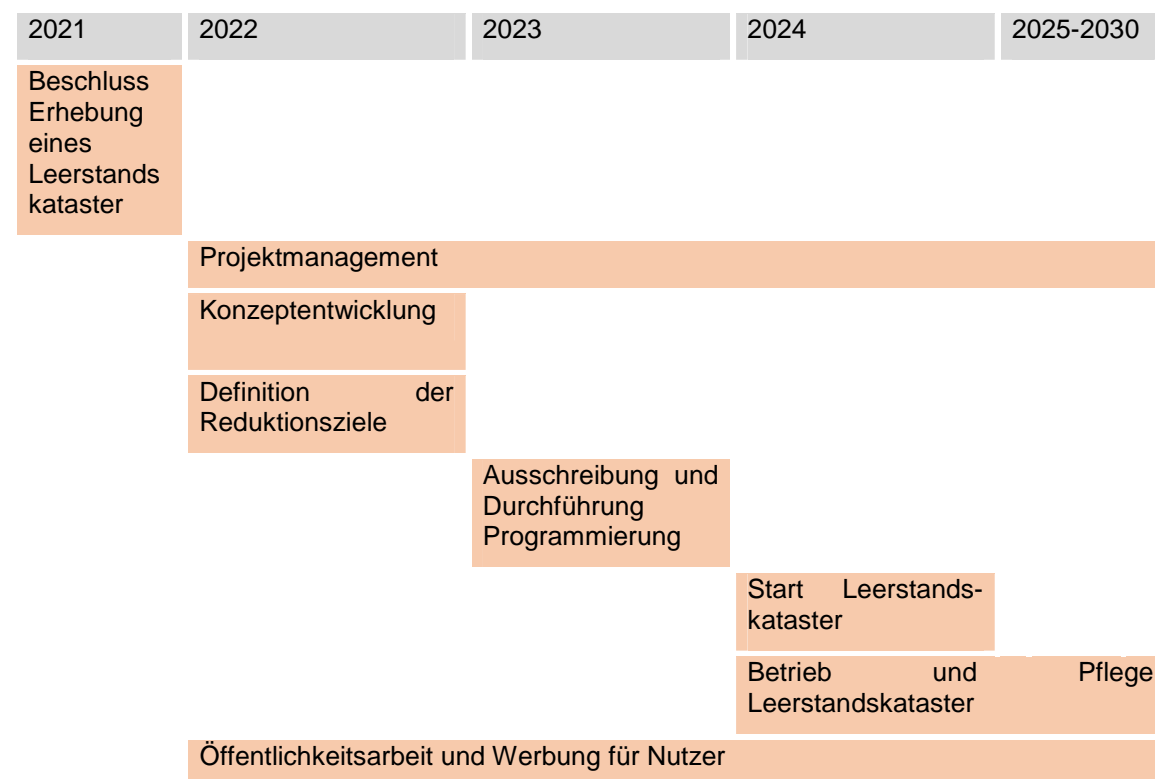 2021 2022 2023 2024 2025-2030
Beschluss
Erhebung
eines
Leerstands
kataster
Projektmanagement
Konzeptentwicklung
Definition der
Reduktionsziele
Ausschreibung und
Durchführung
Programmierung
Start Leerstands-
kataster
Betrieb und Pflege
Leerstandskataster
Öffentlichkeitsarbeit und Werbung für Nutzer